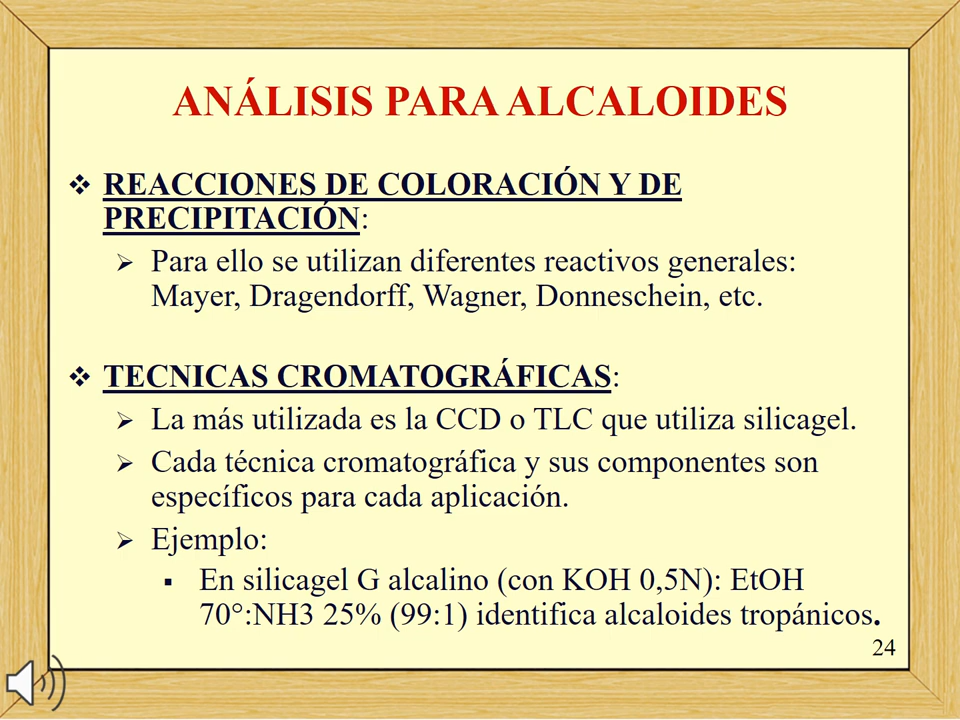 ANÁLISIS PARA ALCALOIDES
❖ REACCIONES DE COLORACIÓN Y DE
PRECIPITACIÓN:
➢ Para ello se utilizan diferentes reactivos generales:
Mayer, Dragendorff, Wagner, Donneschein, etc.
❖ TECNICAS CROMATOGRÁFICAS:
➢ La más utilizada es la CCD o TLC que utiliza silicagel.
➢ Cada técnica cromatográfica y sus componentes son
específicos para cada aplicación.
➢ Ejemplo:
▪ En silicagel G alcalino (con KOH 0,5N): EtOH
70°:NH3 25% (99:1) identifica alcaloides tropánicos.
24